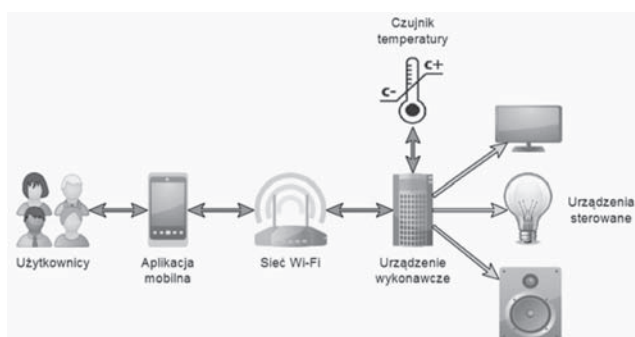 Czujnik
temperatury
c+
c-
Użytkownicy
Aplikacja
mobilna
Sieć Wi-Fi
Urządzenie
wykonawcze
Urządzenia
sterowane